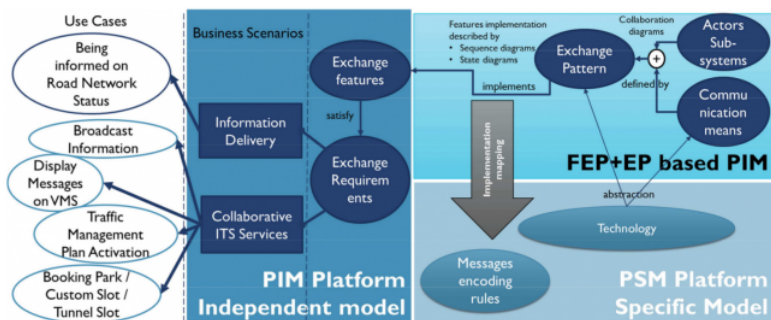 Use Cases
Being
informed on
Road Network
Status
Broadcast
Information
Display
Messages
on VMS
Traffic
Management
Plan Activation
Booking Park /
Custom Slot /
Tunnel Slot
Business Scenarios
Information
Delivery
Collaborative
ITS Services
Exchange
features
satisfy
Exchange
Requirem
ents
PIM Platform
Independent model
Features implementation
described by
• Sequence diagrams
• State diagrams
implements
Exchange
Pattern
Collaboration
diagrams
+
defined by
Actors
Sub-
systems
Commu
nication
means
FEP+EP based PIM
Implementation
mapping
abstraction
Technology
Messages
encoding
rules
PSM Platform
Specific Model